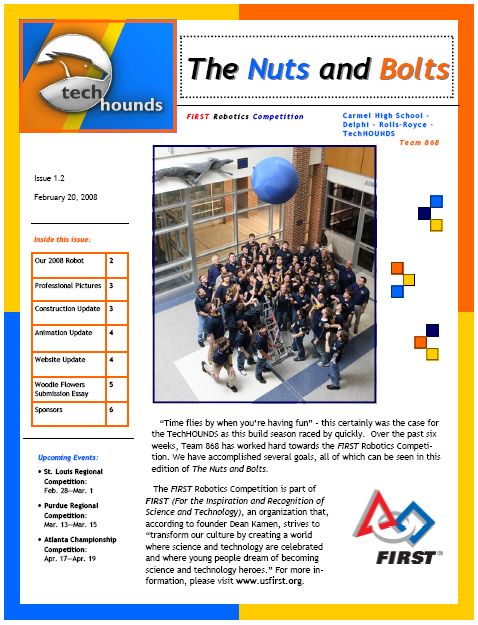 tech
hounds
The Nuts and Bolts
FIRST Robotics Competition
Carmel High School -
Delphi - Rolls-Royce -
TechHOUNDS
Team 868
Issue 1.2
February 20, 2008
Inside this issue:
Our 2008 Robot 2
Professional Pictures 3
Construction Update 3
Animation Update 4
Website Update 4
Woodie Flowers
Submission Essay 5
Sponsors 6
Upcoming Events:
• St. Louis Regional
Competition:
Feb. 28—Mar. 1
• Purdue Regional
Competition:
Mar. 13—Mar. 15
• Atlanta Championship
Competition:
Apr. 17—Apr. 19
“Time flies by when you’re having fun” - this certainly was the case for
the TechHOUNDS as this build season raced by quickly. Over the past six
weeks, Team 868 has worked hard towards the FIRST Robotics Competi-
tion. We have accomplished several goals, all of which can be seen in this
edition of The Nuts and Bolts.
The FIRST Robotics Competition is part of
FIRST (For the Inspiration and Recognition of
Science and Technology), an organization that,
according to founder Dean Kamen, strives to
“transform our culture by creating a world
where science and technology are celebrated
and where young people dream of becoming
science and technology heroes.” For more in-
formation, please visit www.usfirst.org.
FIRST®